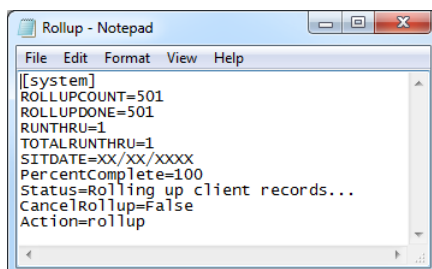 Rollup - Notepad
File Edit Format View Help
[system]
ROLLUPCOUNT=501
ROLLUPDONE=501
RUNTHRU=1
TOTALRUNTHRU=1
SITDATE=XX/XX/XXXX
PercentComplete=100
Status=Rolling up client records...
CancelRollup=False
Action=rollup